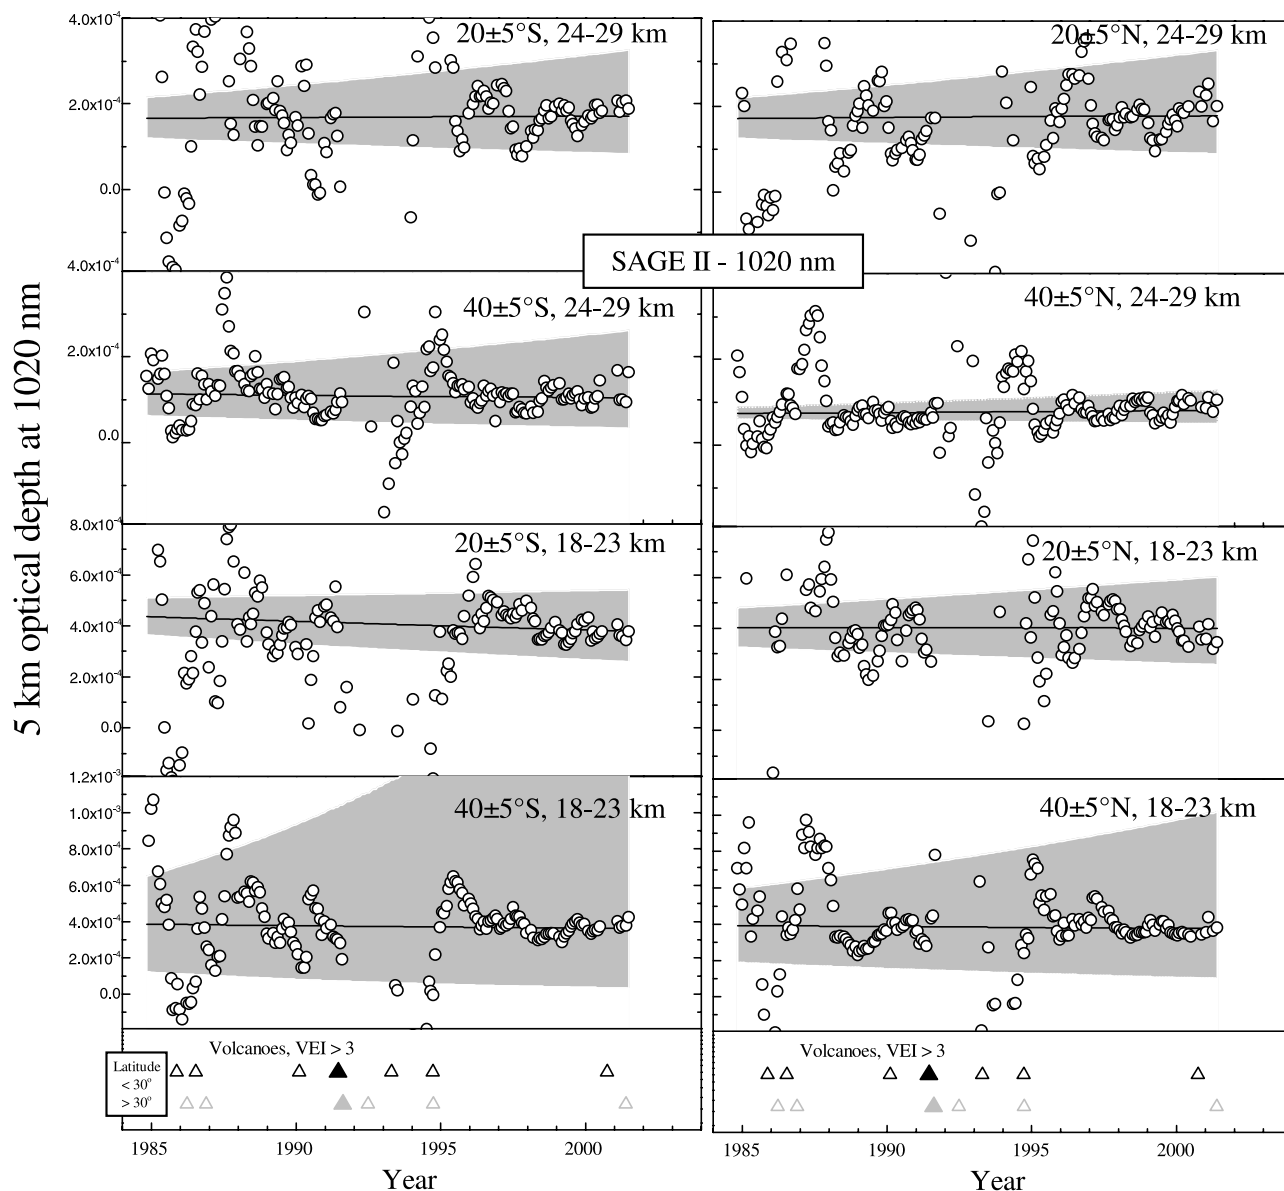 5 km optical depth at 1020 nm
SAGE II - 1020 nm
20±5°S, 24-29 km
4.0x10⁻⁴
2.0x10⁻⁴
0.0
20±5°N, 24-29 km
40±5°S, 24-29 km
4.0x10⁻⁴
2.0x10⁻⁴
0.0
40±5°N, 24-29 km
20±5°S, 18-23 km
8.0x10⁻⁴
6.0x10⁻⁴
4.0x10⁻⁴
2.0x10⁻⁴
0.0
20±5°N, 18-23 km
40±5°S, 18-23 km
1.2x10⁻³
1.0x10⁻³
8.0x10⁻⁴
6.0x10⁻⁴
4.0x10⁻⁴
2.0x10⁻⁴
0.0
40±5°N, 18-23 km
Volcanoes, VEI > 3
Volcanoes, VEI > 3
Latitude
< 30°
> 30°
1985 1990 1995 2000
1985 1990 1995 2000
Year
Year